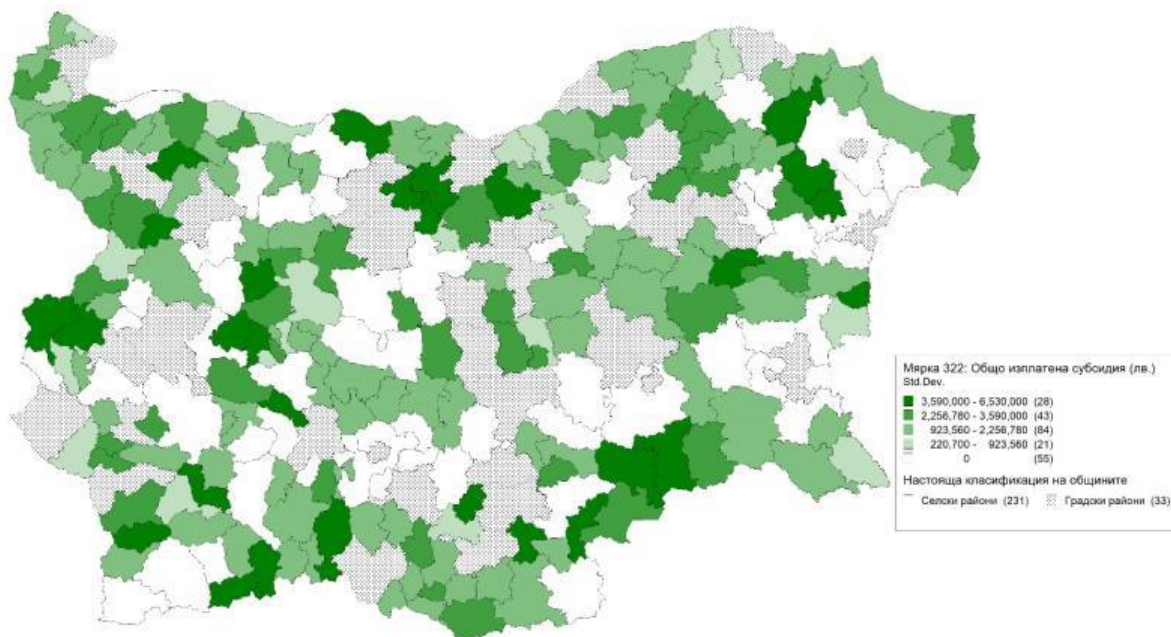 Мярка 322: Общо изплатена субсидия (лв.)
Std.Dev.
3,590,000 - 6,530,000 (28)
2,256,780 - 3,590,000 (43)
923,560 - 2,256,780 (84)
220,700 - 923,560 (21)
0 (55)
Настояща класификация на общините
Селски райони (231) Градски райони (33)